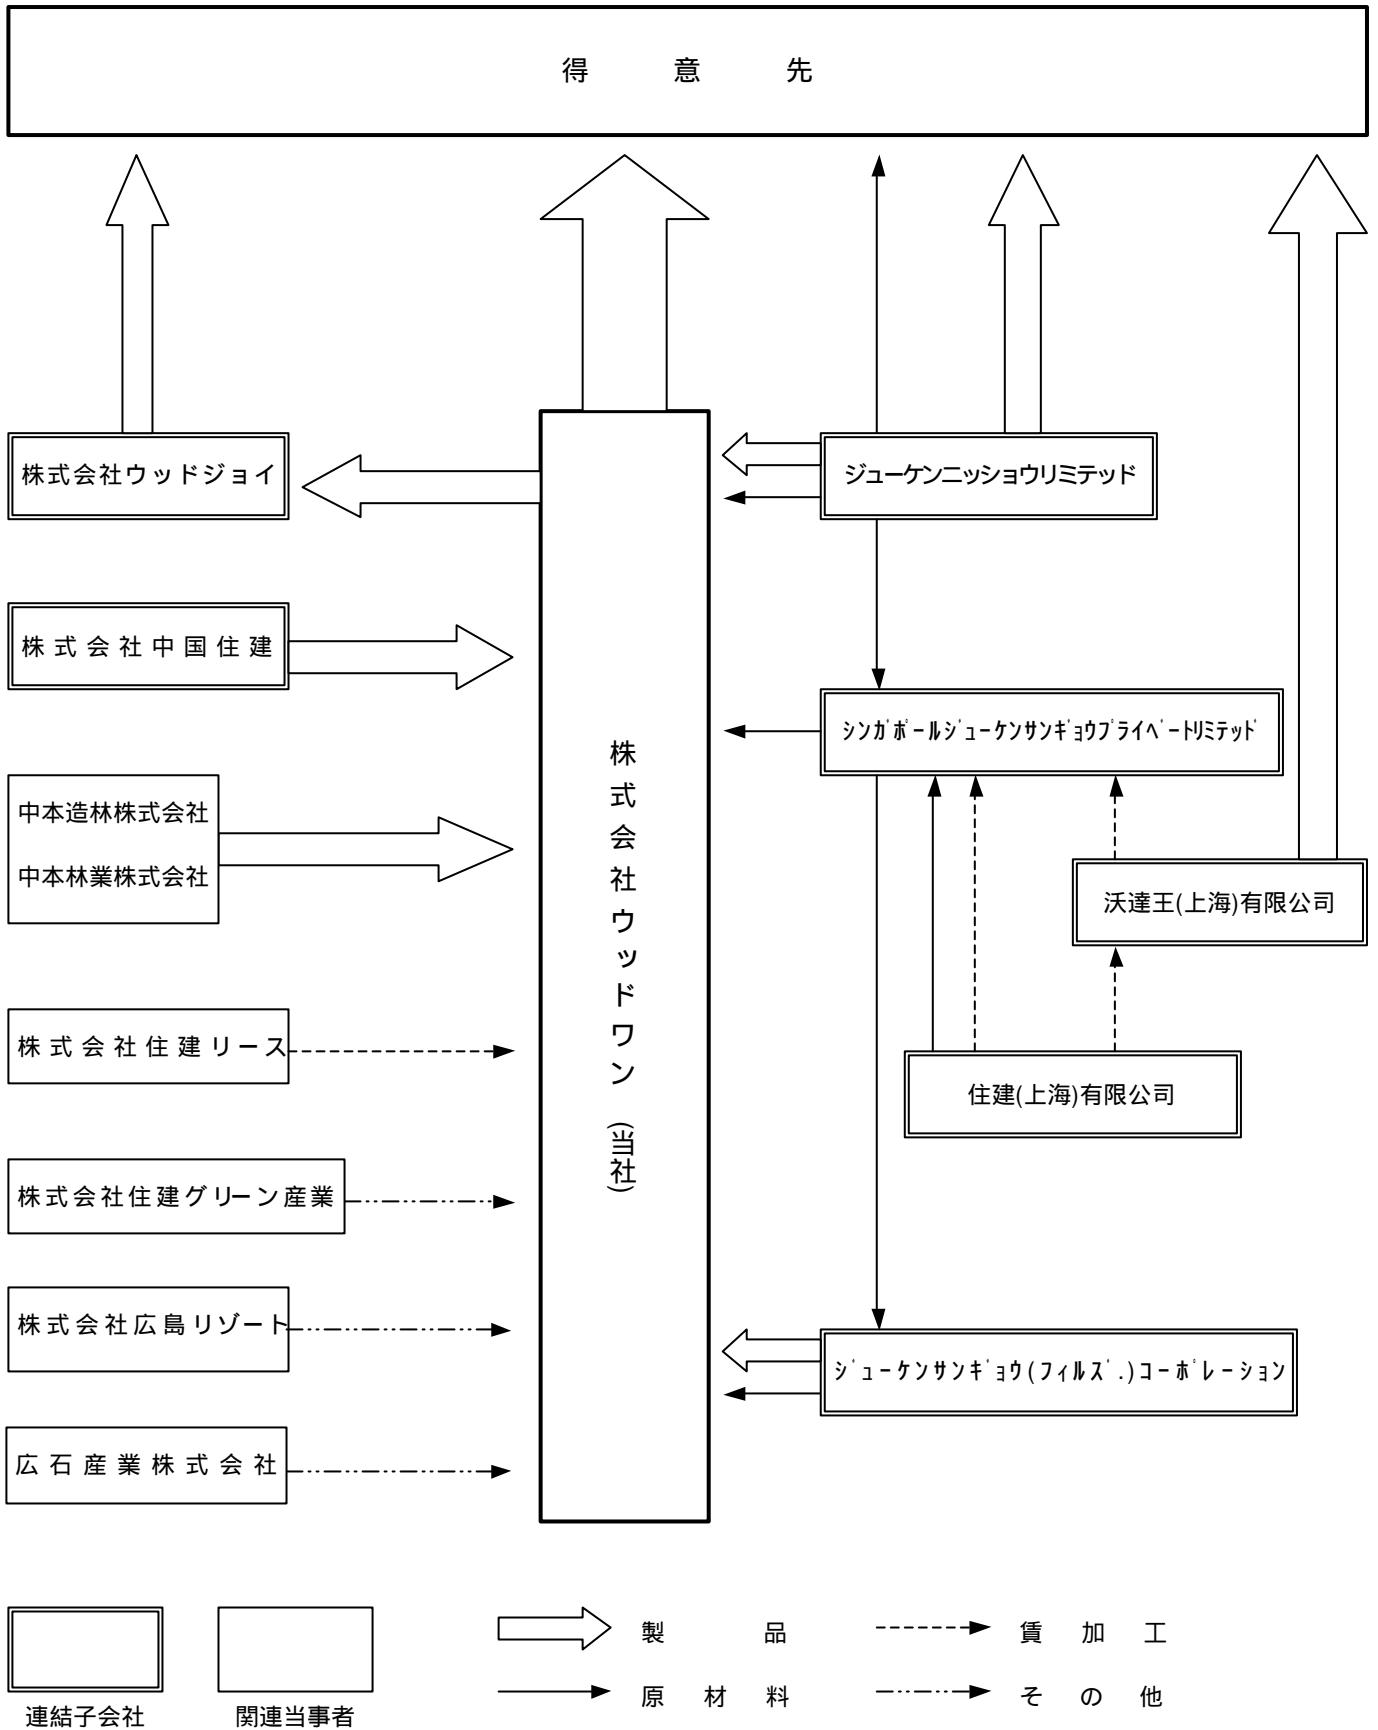 得意先
株式会社ウッドジョイ
ジューケンニッショウリミテッド
株式会社中国住建
シンガポールジューケンサンギョウプライベートリミテッド
中本造林株式会社
中本林業株式会社
株式会社ウッドワン(当社)
沃達王(上海)有限公司
株式会社住建リース
住建(上海)有限公司
株式会社住建グリーン産業
株式会社広島リゾート
ジューケンサンギョウ(フィルズ.)コーポレーション
広石産業株式会社
製品
賃加工
原材料
その他
連結子会社
関連当事者